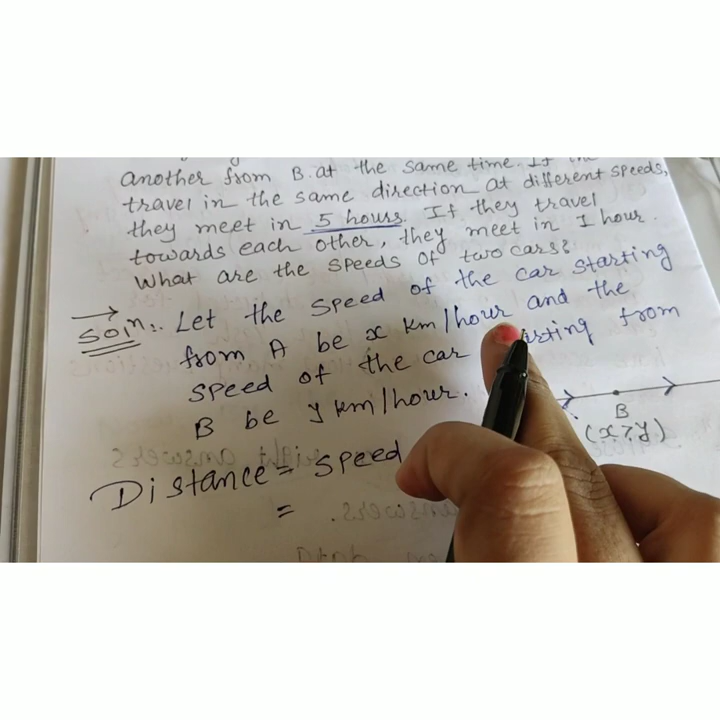 another from B at the same time. If
travel in the same direction at different speeds,
they meet in 5 hours. If they travel
towards each other, they meet in 1 hour.
What are the speeds of two cars?
Soln:. Let the speed of the car starting
from A be x km/hour and the
speed of the car from
B be y km/hour.
B
(x>y)
Distance = speed
=